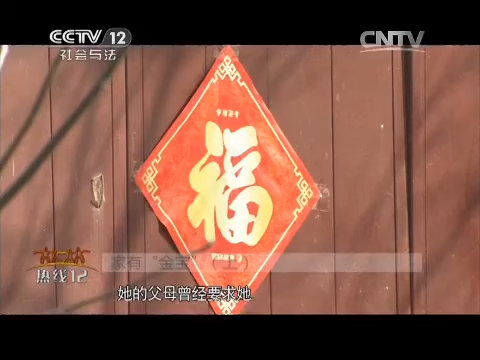 CCTV 12
社会与法
CNTV
福
家有“金宝”（上）
热线12
她的父母曾经要求她